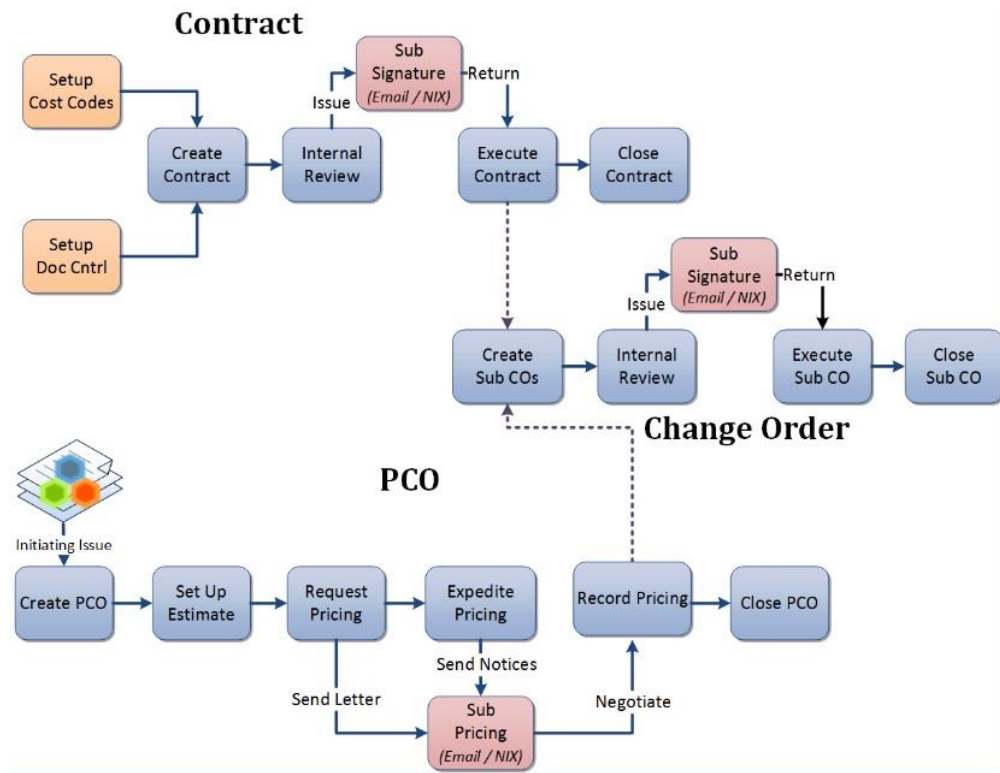 Contract
Setup
Cost Codes
Sub
Signature
(Email / NIX)
Issue
Return
Create
Contract
Internal
Review
Execute
Contract
Close
Contract
Setup
Doc Cntrl
Sub
Signature
(Email / NIX)
Issue
Return
Create
Sub COs
Internal
Review
Execute
Sub CO
Close
Sub CO
Change Order
PCO
Initiating Issue
Create PCO
Set Up
Estimate
Request
Pricing
Expedite
Pricing
Record Pricing
Close PCO
Send Letter
Send Notices
Negotiate
Sub
Pricing
(Email / NIX)